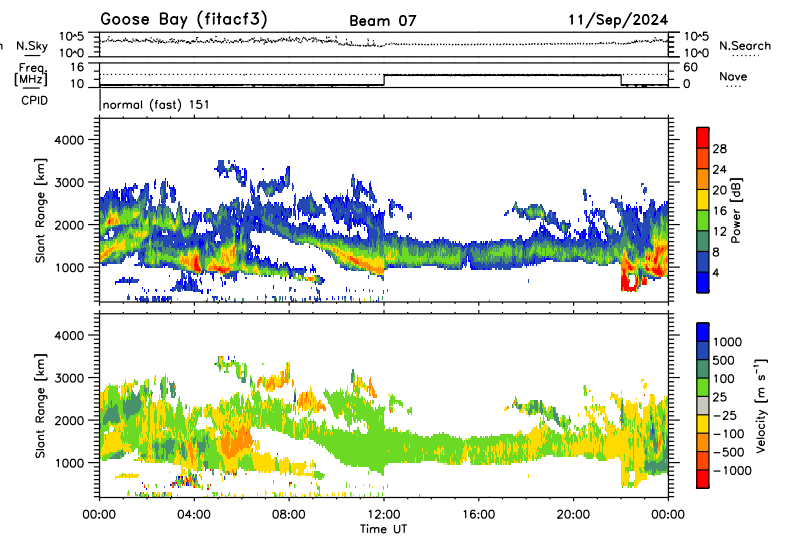 Goose Bay (fitacf3) Beam 07 11/Sep/2024
N.Sky 10^5 10^0 10^5 10^0 N.Search
Freq. [MHz] 16 10 60 0 Nave
CPID normal (fast) 151
Slant Range [km]
4000
3000
2000
1000
28
24
20
16
12
8
4
Power [dB]
Slant Range [km]
4000
3000
2000
1000
1000
500
100
25
−25
−100
−500
−1000
Velocity [m s⁻¹]
00:00 04:00 08:00 12:00 16:00 20:00 00:00
Time UT